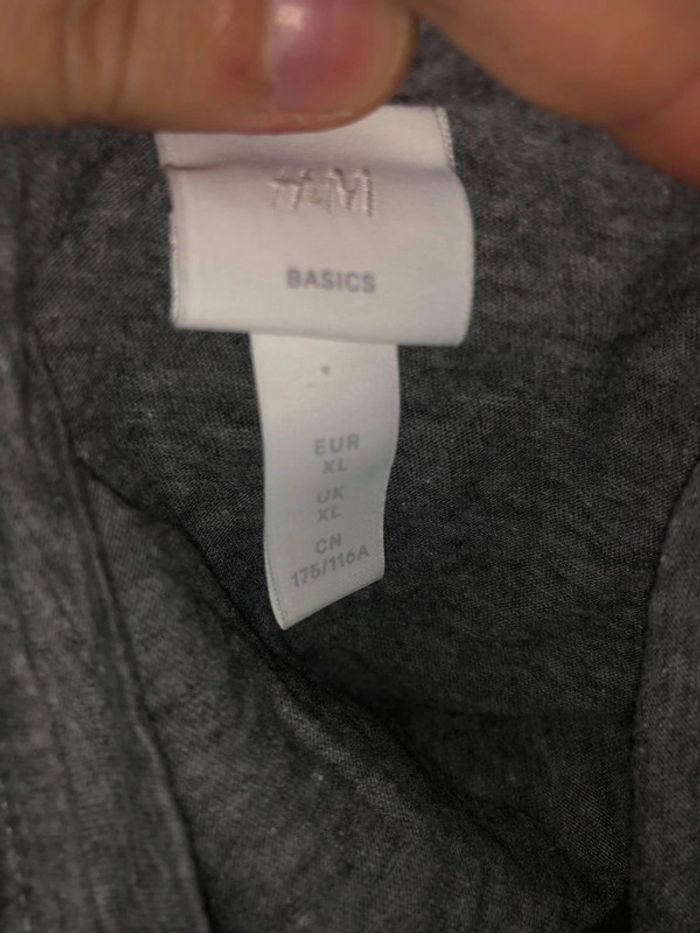 H&M
BASICS
EUR
XL
UK
XL
CN
175/116A